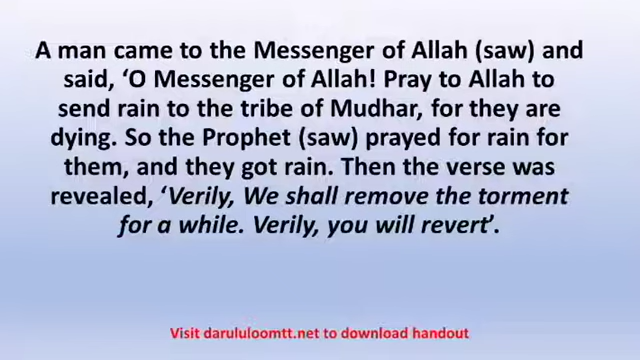 A man came to the Messenger of Allah (saw) and
said, ‘O Messenger of Allah! Pray to Allah to
send rain to the tribe of Mudhar, for they are
dying. So the Prophet (saw) prayed for rain for
them, and they got rain. Then the verse was
revealed, ‘Verily, We shall remove the torment
for a while. Verily, you will revert’.
Visit darululoomtt.net to download handout